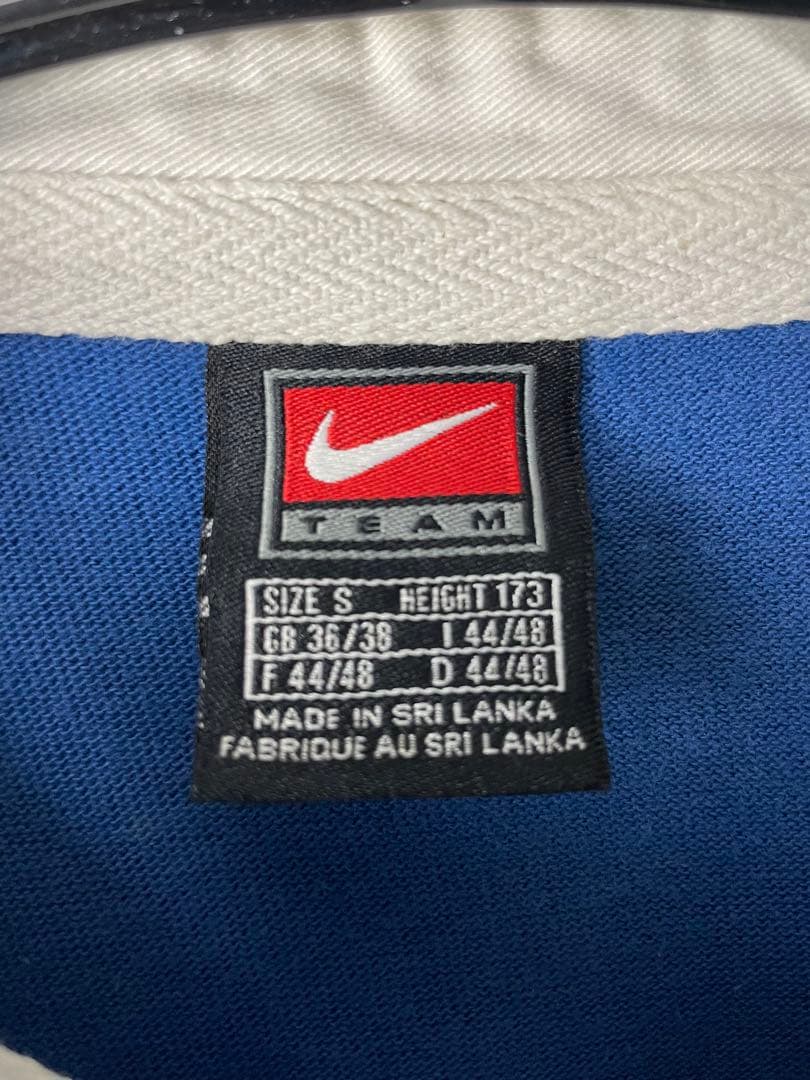 TEAM
SIZE S HEIGHT 173
GB 36/38 I 44/48
F 44/48 D 44/48
MADE IN SRI LANKA
FABRIQUE AU SRI LANKA